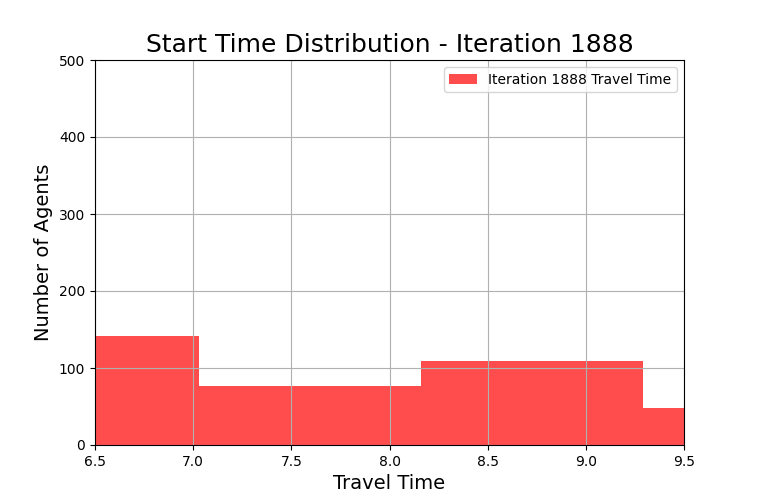 Start Time Distribution - Iteration 1888
Iteration 1888 Travel Time
Number of Agents
500
400
300
200
100
0
6.5 7.0 7.5 8.0 8.5 9.0 9.5
Travel Time